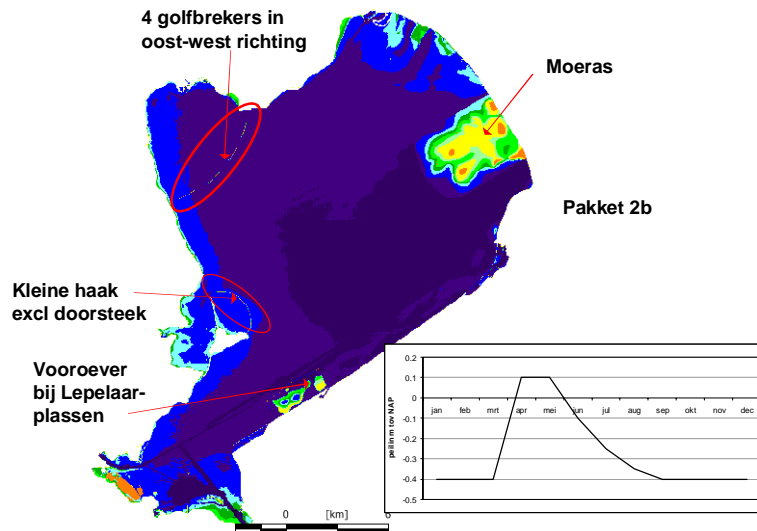 4 golfbrekers in
oost-west richting
Moeras
Pakket 2b
Kleine haak
excl doorsteek
Vooroever
bij Lepelaar-
plassen
0.2
0.1
0
-0.1
-0.2
-0.3
-0.4
-0.5
peil in m tov NAP
jan feb mrt apr mei jun jul aug sep okt nov dec
0 [km] 6